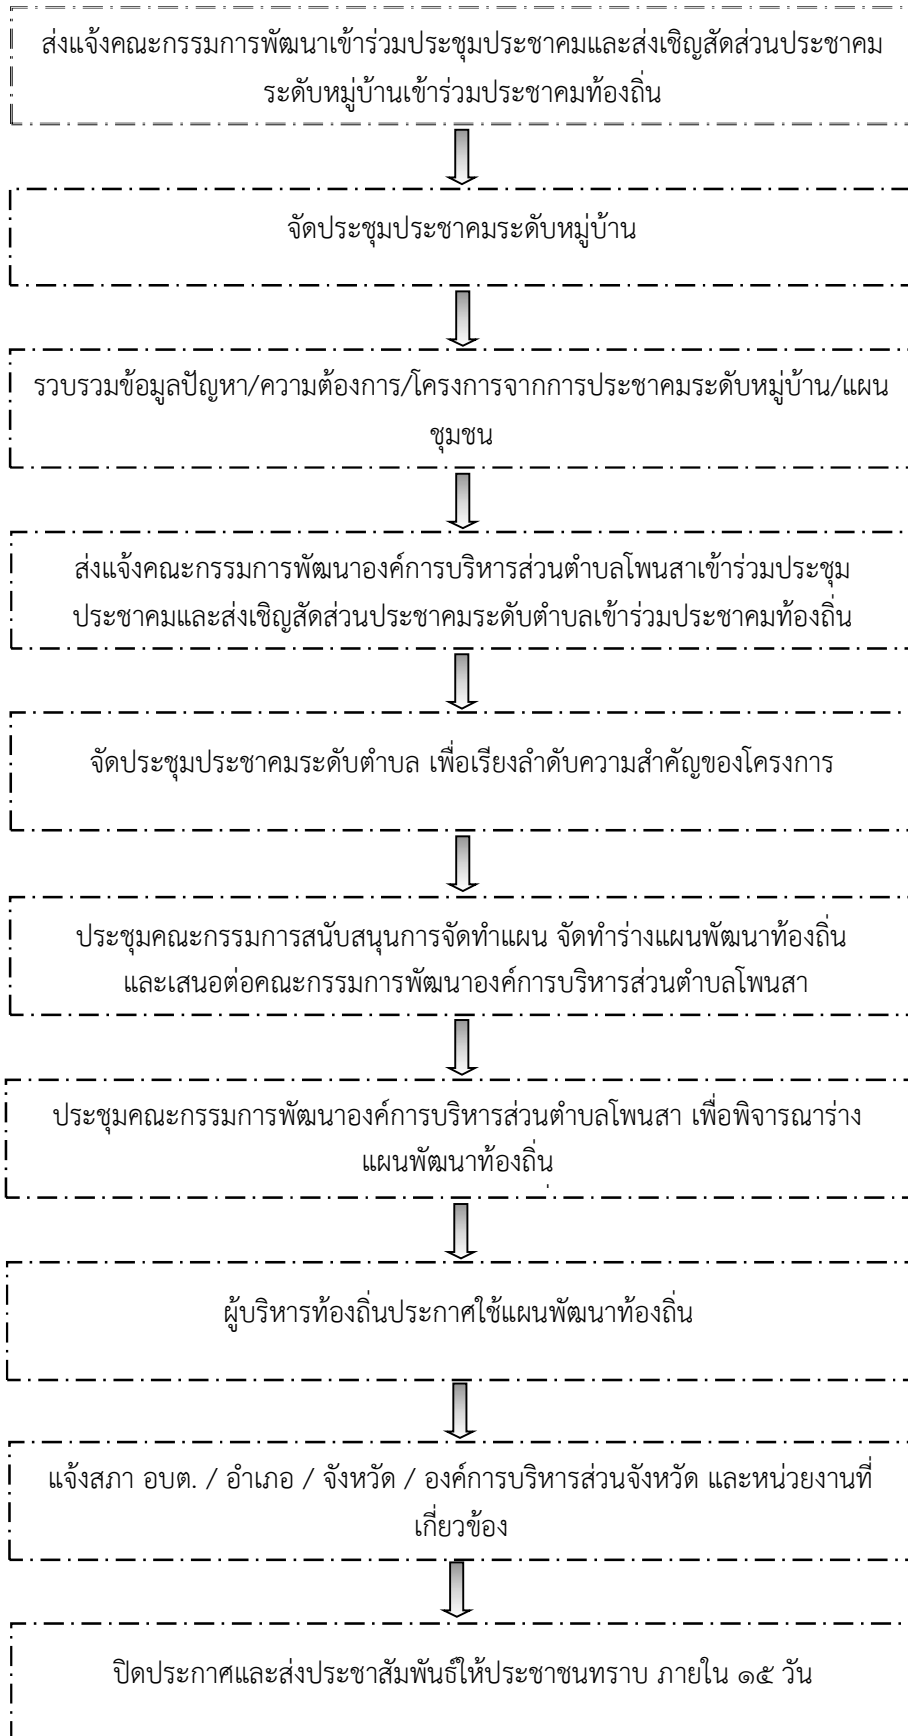 ส่งแจ้งคณะกรรมการพัฒนาเข้าร่วมประชุมประชาคมและส่งเชิญสัดส่วนประชาคม
ระดับหมู่บ้านเข้าร่วมประชาคมท้องถิ่น
จัดประชุมประชาคมระดับหมู่บ้าน
รวบรวมข้อมูลปัญหา/ความต้องการ/โครงการจากการประชาคมระดับหมู่บ้าน/แผน
ชุมชน
ส่งแจ้งคณะกรรมการพัฒนาองค์การบริหารส่วนตำบลโพนสาเข้าร่วมประชุม
ประชาคมและส่งเชิญสัดส่วนประชาคมระดับตำบลเข้าร่วมประชาคมท้องถิ่น
จัดประชุมประชาคมระดับตำบล เพื่อเรียงลำดับความสำคัญของโครงการ
ประชุมคณะกรรมการสนับสนุนการจัดทำแผน จัดทำร่างแผนพัฒนาท้องถิ่น
และเสนอต่อคณะกรรมการพัฒนาองค์การบริหารส่วนตำบลโพนสา
ประชุมคณะกรรมการพัฒนาองค์การบริหารส่วนตำบลโพนสา เพื่อพิจารณาร่าง
แผนพัฒนาท้องถิ่น
ผู้บริหารท้องถิ่นประกาศใช้แผนพัฒนาท้องถิ่น
แจ้งสภา อบต. / อำเภอ / จังหวัด / องค์การบริหารส่วนจังหวัด และหน่วยงานที่
เกี่ยวข้อง
ปิดประกาศและส่งประชาสัมพันธ์ให้ประชาชนทราบ ภายใน ๑๕ วัน